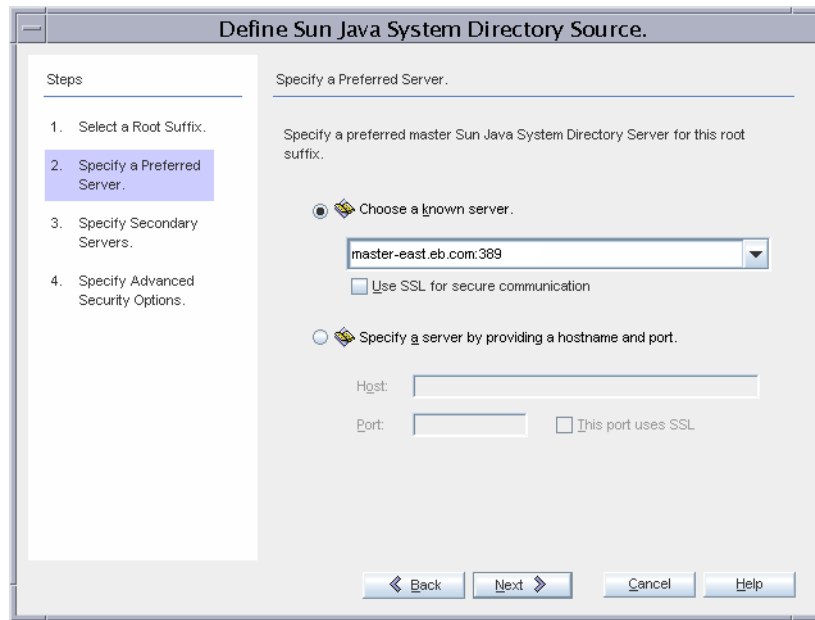 Define Sun Java System Directory Source.
Steps
1. Select a Root Suffix.
2. Specify a Preferred
Server.
3. Specify Secondary
Servers.
4. Specify Advanced
Security Options.
Specify a Preferred Server.
Specify a preferred master Sun Java System Directory Server for this root
suffix.
Choose a known server.
master-east.eb.com:389
Use SSL for secure communication
Specify a server by providing a hostname and port.
Host:
Port:
This port uses SSL
Back
Next
Cancel
Help